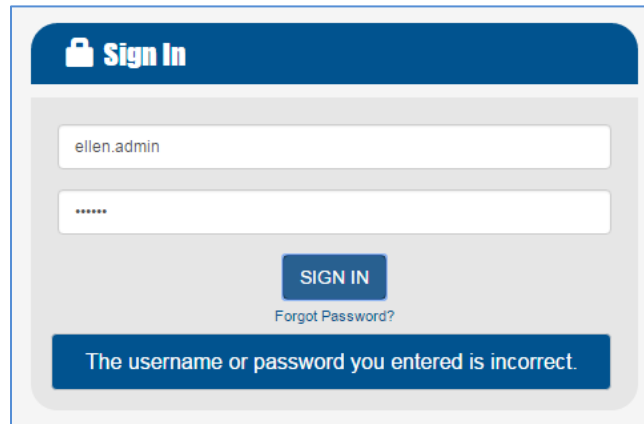 Sign In
ellen.admin
••••••
SIGN IN
Forgot Password?
The username or password you entered is incorrect.